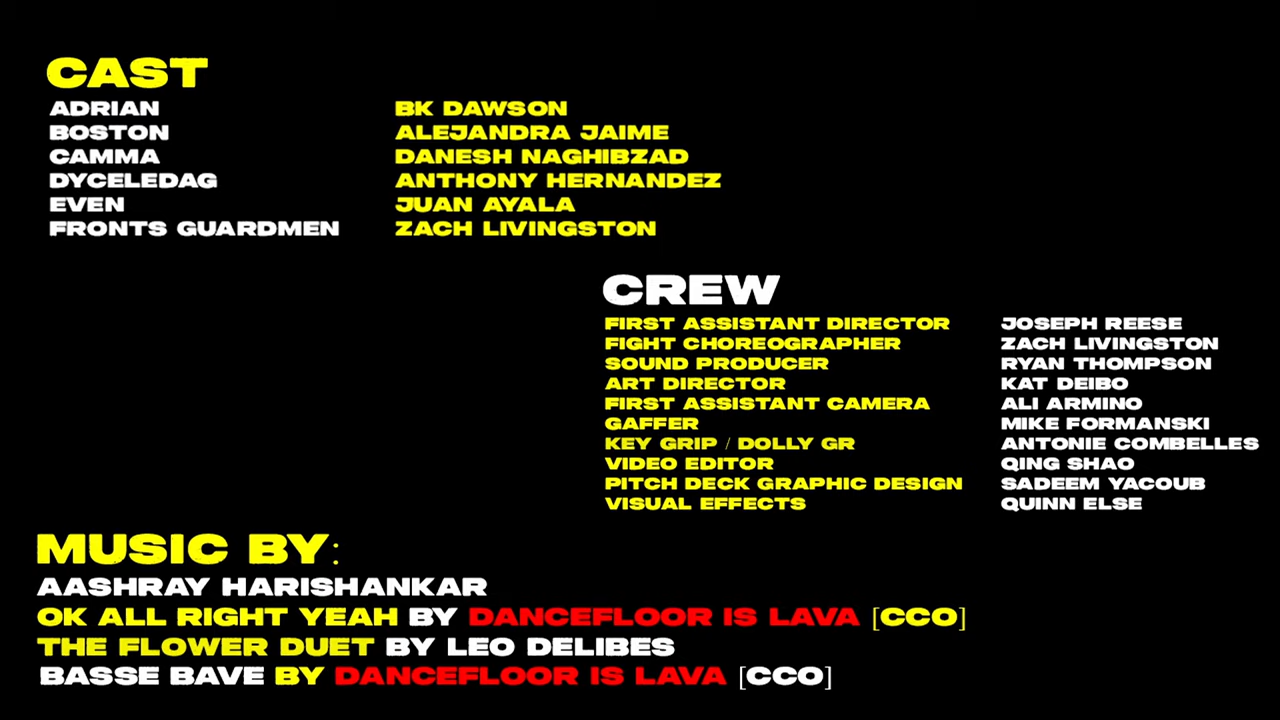 CAST
ADRIAN BK DAWSON
BOSTON ALEJANDRA JAIME
CAMMA DANESH NAGHIBZAD
DYCELEDAG ANTHONY HERNANDEZ
EVEN JUAN AYALA
FRONTS GUARDMEN ZACH LIVINGSTON
CREW
FIRST ASSISTANT DIRECTOR JOSEPH REESE
FIGHT CHOREOGRAPHER ZACH LIVINGSTON
SOUND PRODUCER RYAN THOMPSON
ART DIRECTOR KAT DEIBO
FIRST ASSISTANT CAMERA ALI ARMINO
GAFFER MIKE FORMANSKI
KEY GRIP / DOLLY GR ANTONIE COMBELLES
VIDEO EDITOR QING SHAO
PITCH DECK GRAPHIC DESIGN SADEEM YACOUB
VISUAL EFFECTS QUINN ELSE
MUSIC BY:
AASHRAY HARISHANKAR
OK ALL RIGHT YEAH BY DANCEFLOOR IS LAVA [CCO]
THE FLOWER DUET BY LEO DELIBES
BASSE BAVE BY DANCEFLOOR IS LAVA [CCO]